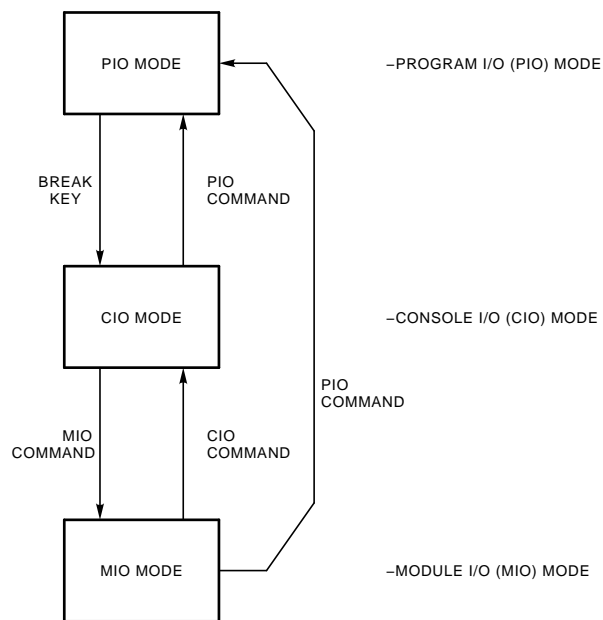 PIO MODE
–PROGRAM I/O (PIO) MODE
BREAK
KEY
PIO
COMMAND
CIO MODE
–CONSOLE I/O (CIO) MODE
PIO
COMMAND
MIO
COMMAND
CIO
COMMAND
MIO MODE
–MODULE I/O (MIO) MODE